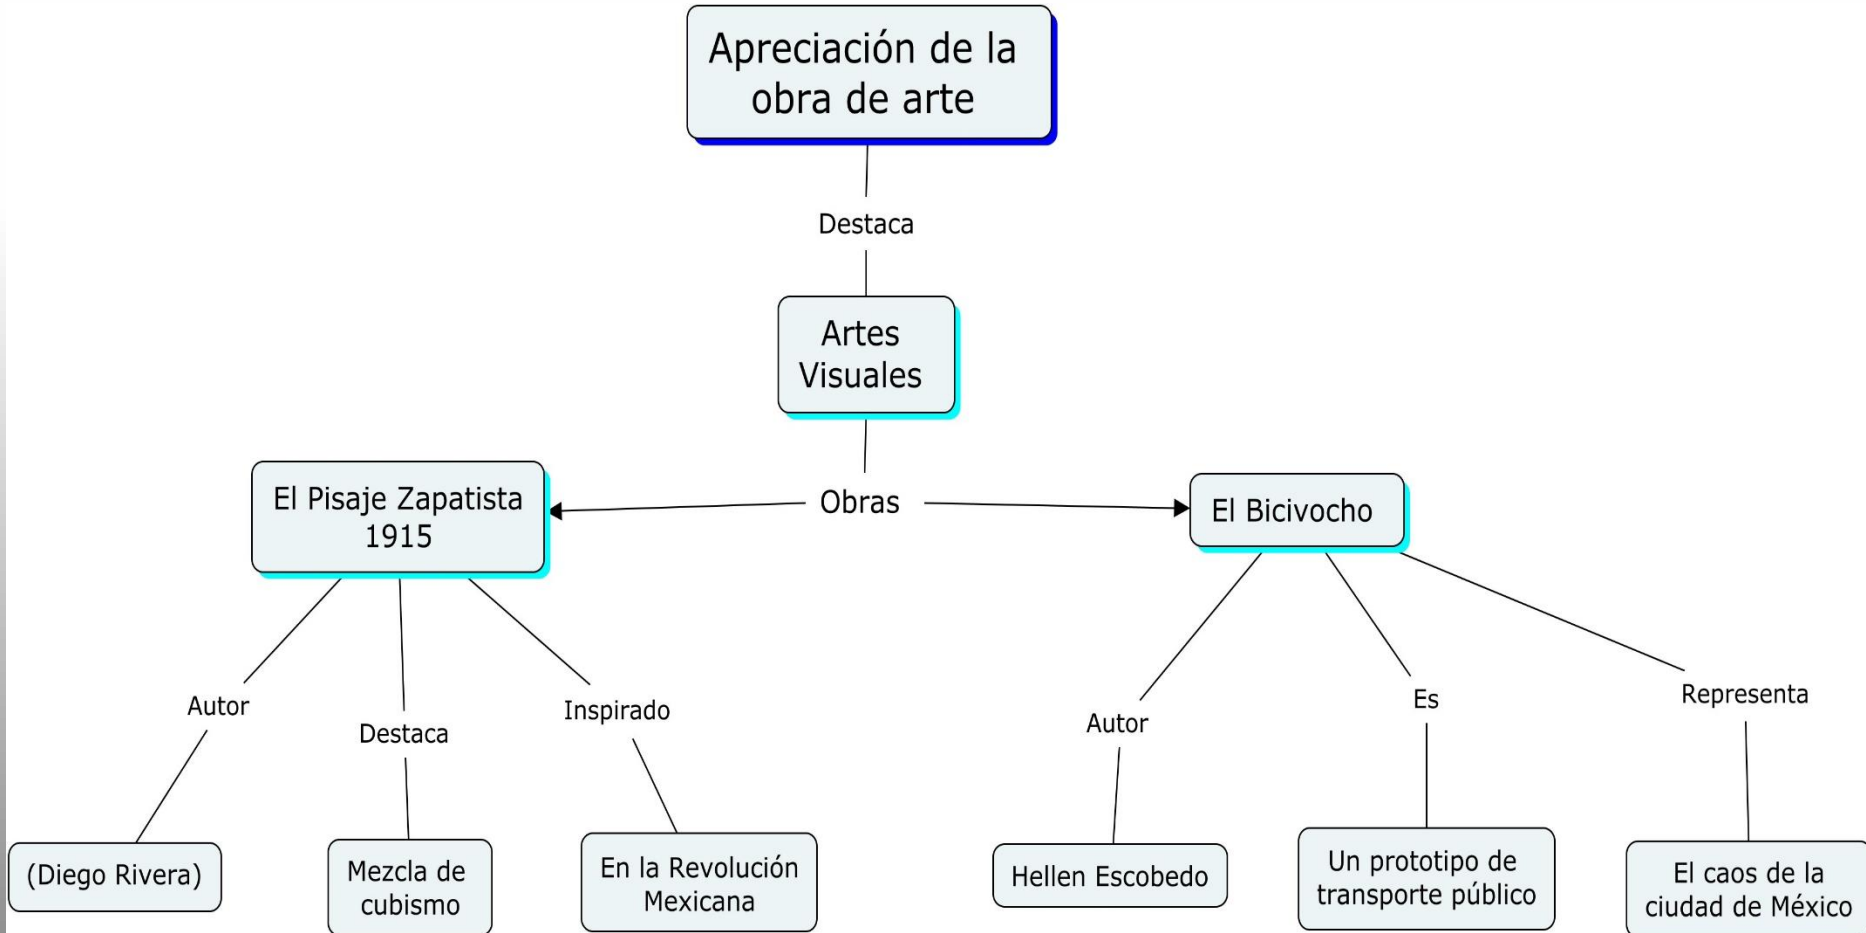 Apreciación de la
obra de arte
Destaca
Artes
Visuales
Obras
El Pisaje Zapatista
1915
El Bicivocho
Autor
Destaca
Inspirado
Autor
Es
Representa
(Diego Rivera)
Mezcla de
cubismo
En la Revolución
Mexicana
Hellen Escobedo
Un prototipo de
transporte público
El caos de la
ciudad de México